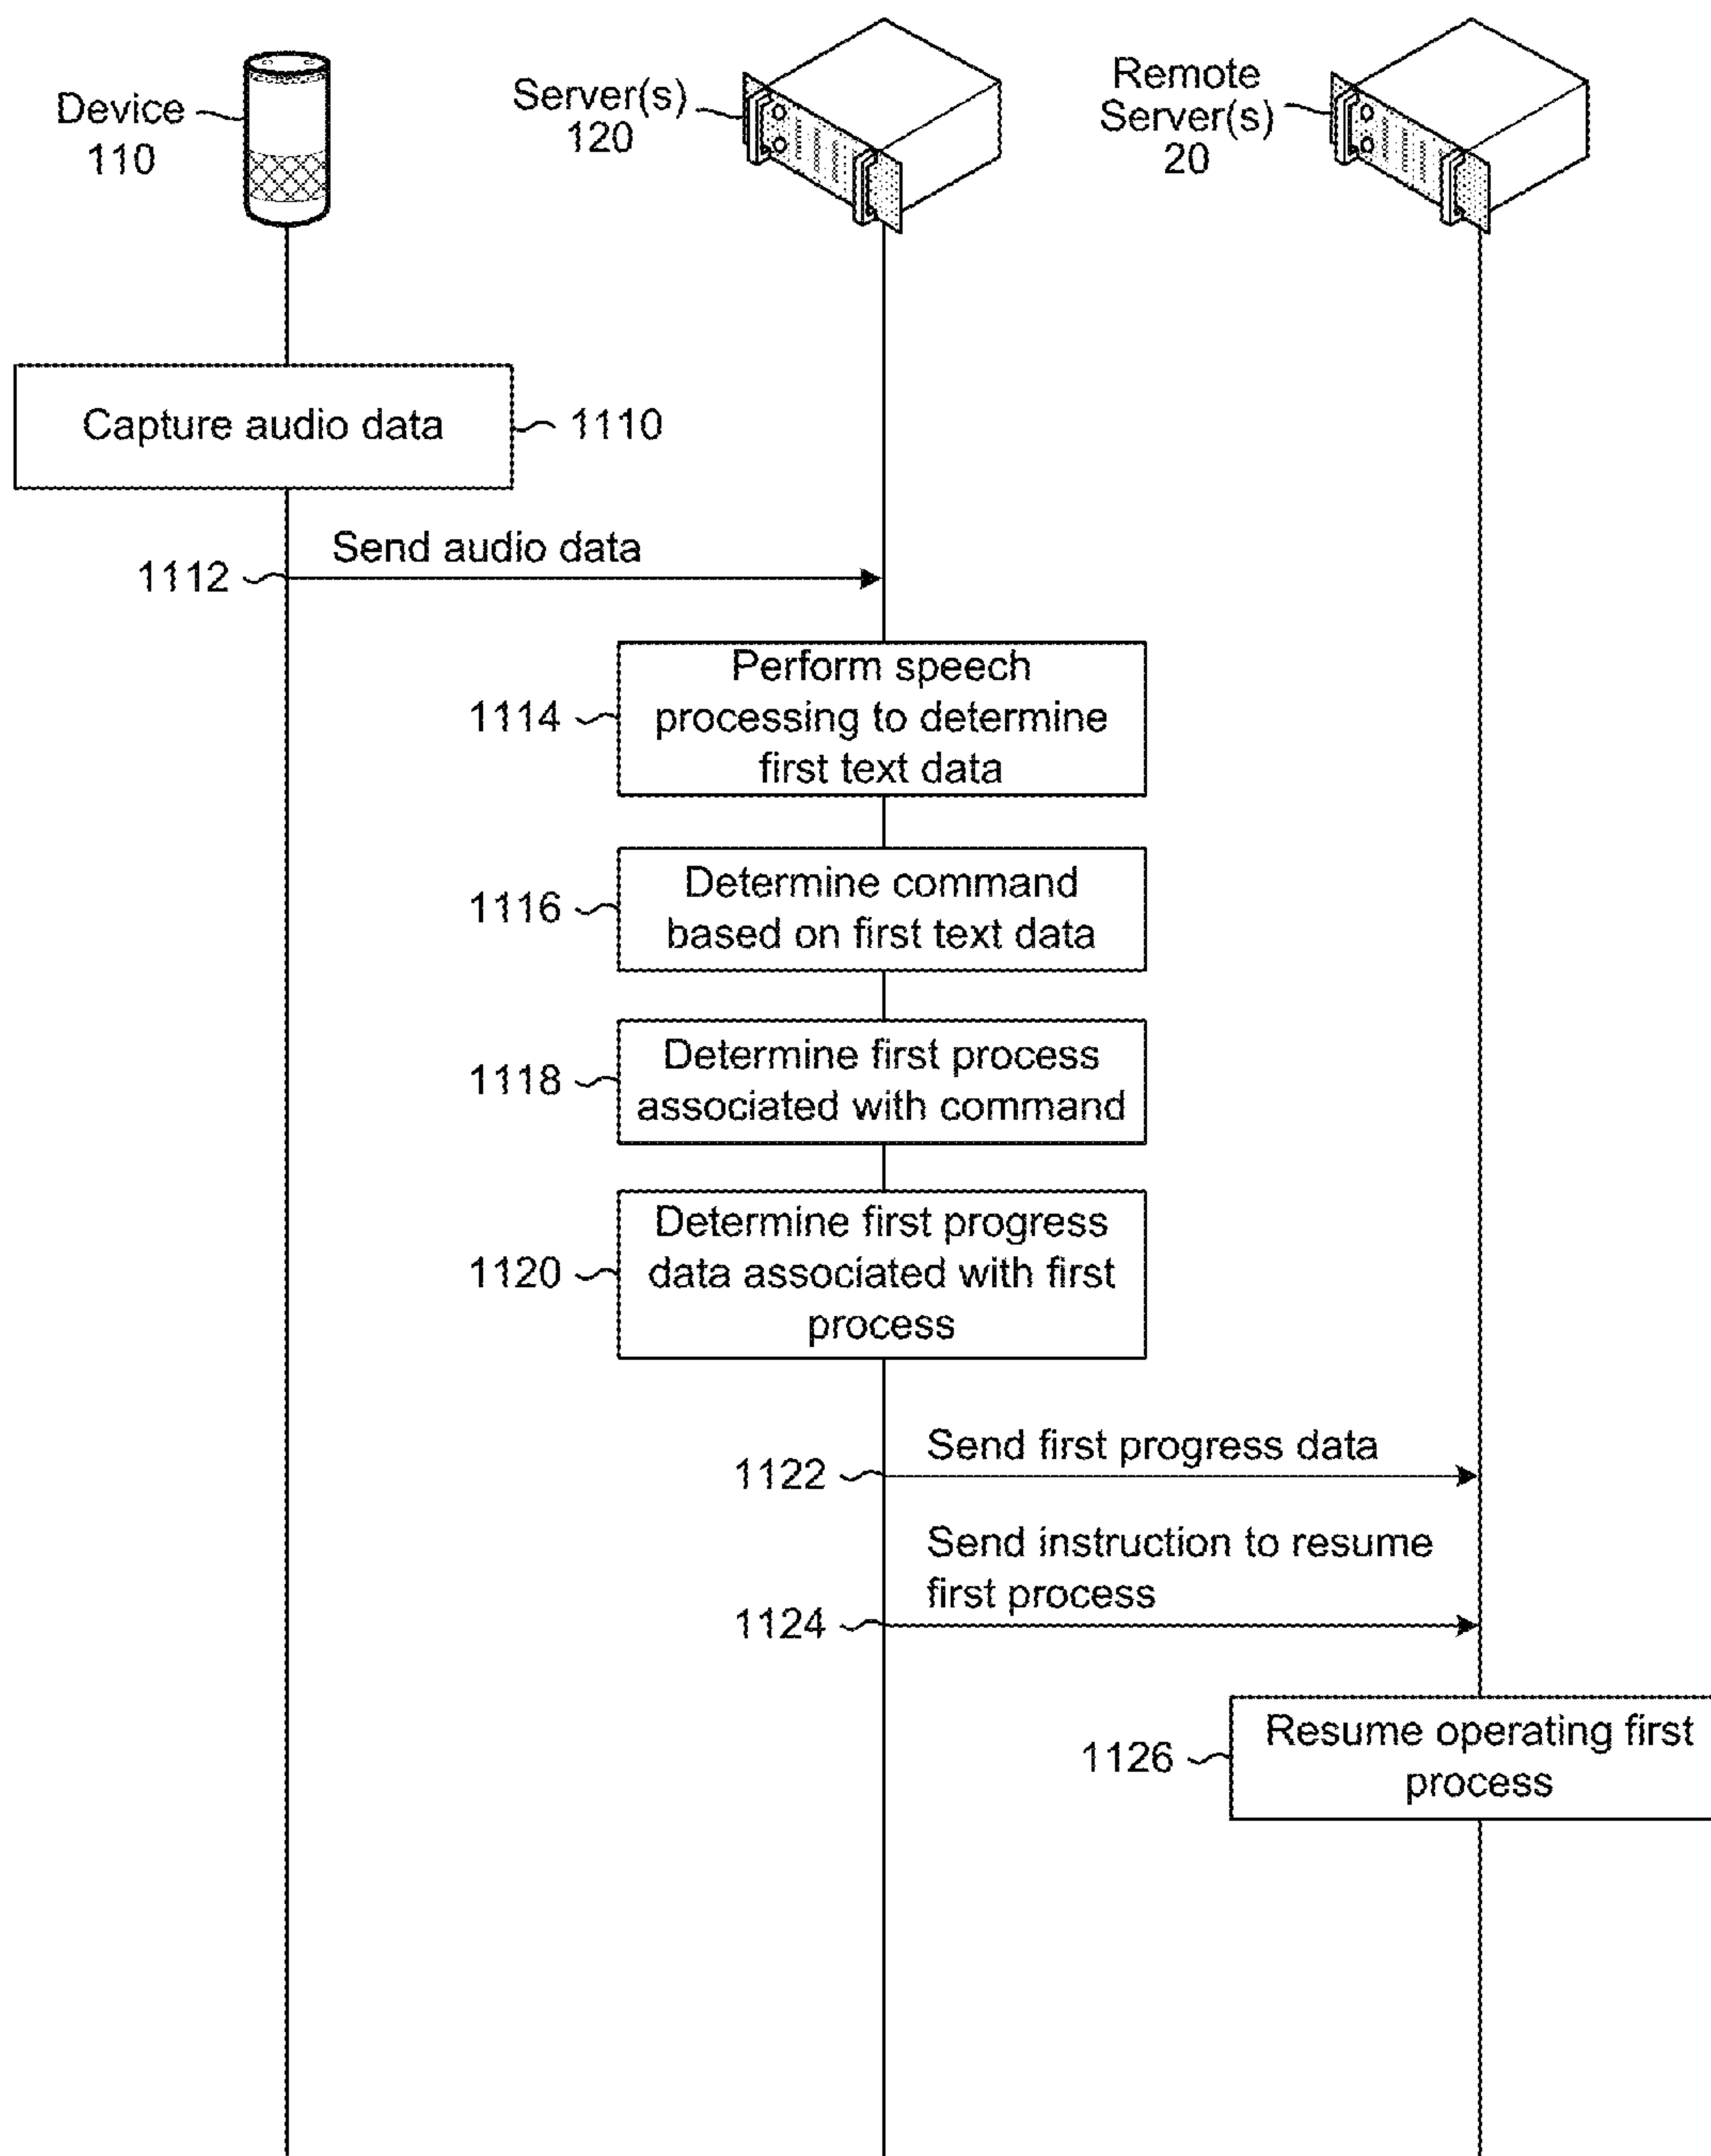 Device
110
Server(s)
120
Remote
Server(s)
20
Capture audio data
1110
Send audio data
1112
Perform speech
processing to determine
first text data
1114
Determine command
based on first text data
1116
Determine first process
associated with command
1118
Determine first progress
data associated with first
process
1120
Send first progress data
1122
Send instruction to resume
first process
1124
Resume operating first
process
1126